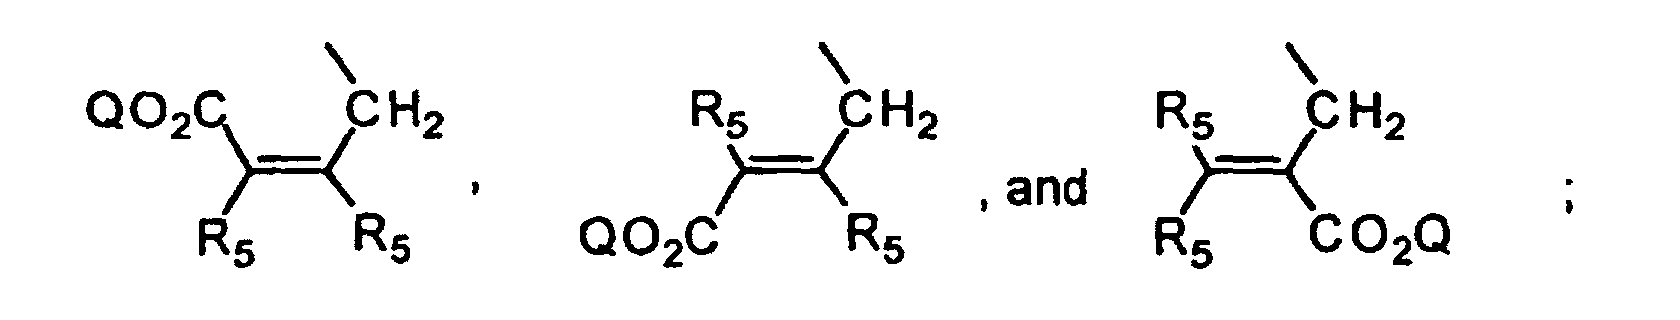 QO₂C CH₂ R₅ CH₂ R₅ CH₂
, , and ;
R₅ R₅ QO₂C R₅ R₅ CO₂Q